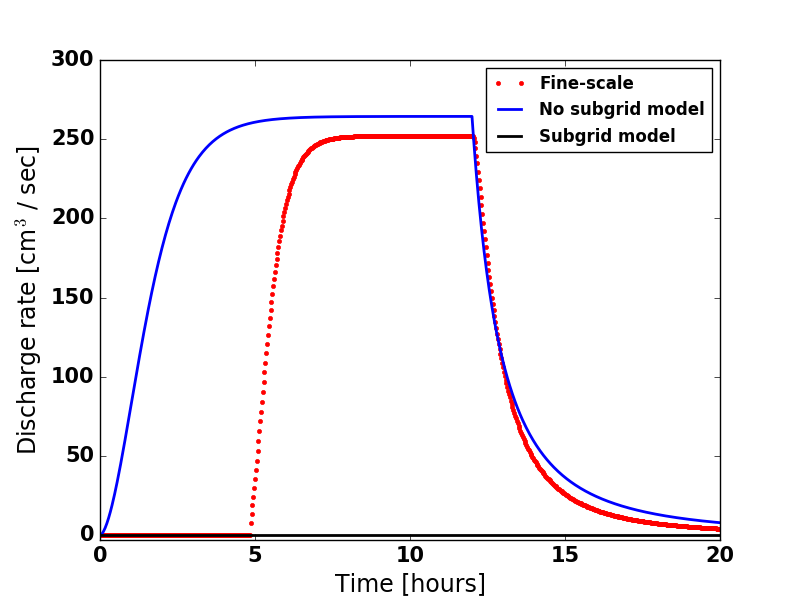 300
250
200
150
100
50
0
0 5 10 15 20
Discharge rate [cm³ / sec]
Time [hours]
Fine-scale
No subgrid model
Subgrid model